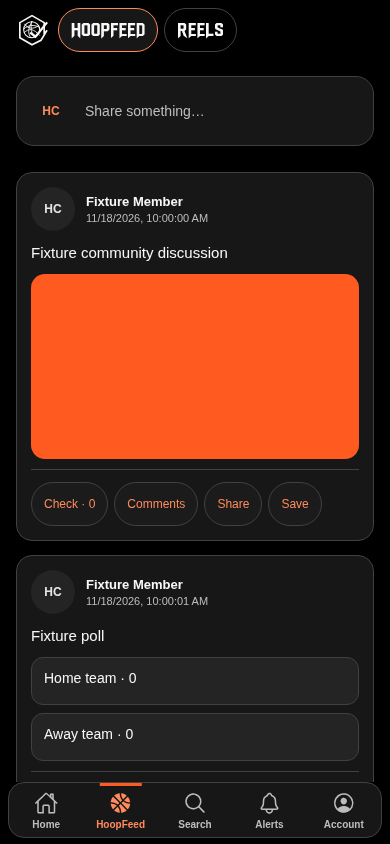 HOOPFEED REELS
HC Share something...
HC Fixture Member
11/18/2026, 10:00:00 AM
Fixture community discussion
Check · 0 Comments Share Save
HC Fixture Member
11/18/2026, 10:00:01 AM
Fixture poll
Home team · 0
Away team · 0
Home HoopFeed Search Alerts Account